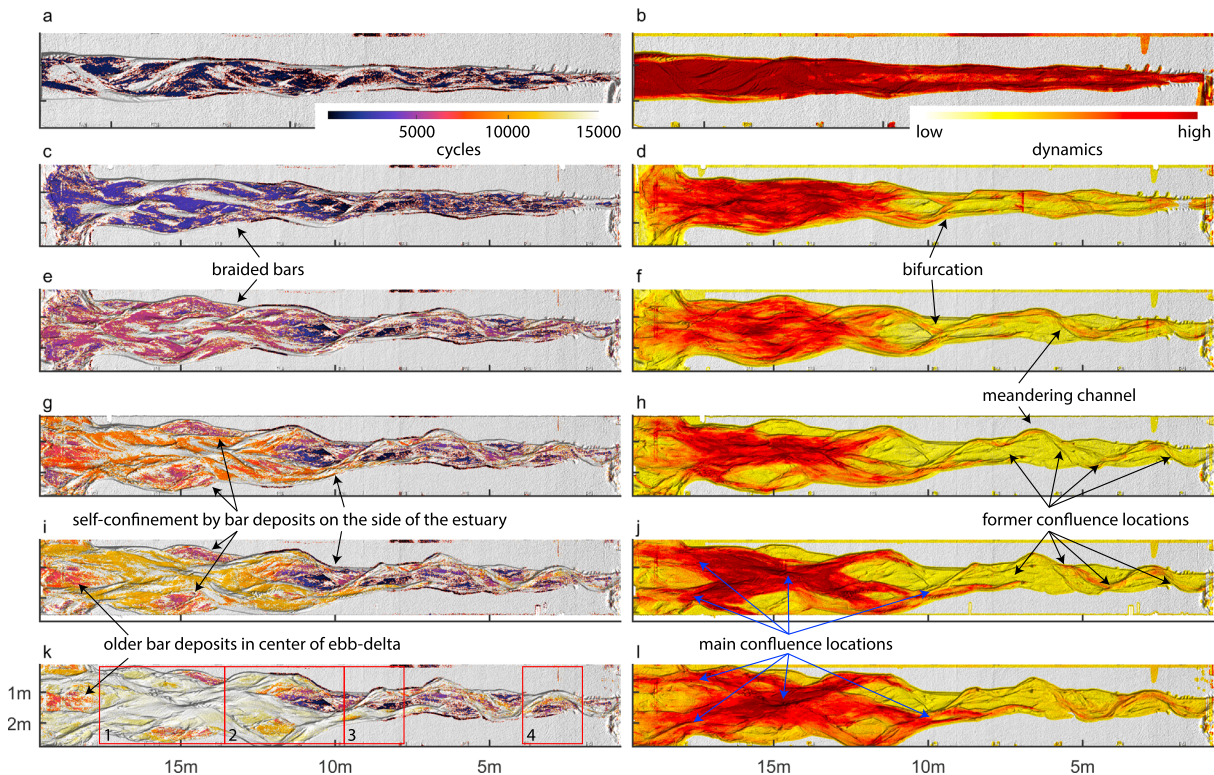 a
b
5000 10000 15000
cycles
low high
dynamics
c
d
braided bars
bifurcation
e
f
meandering channel
g
h
self-confinement by bar deposits on the side of the estuary
former confluence locations
i
j
older bar deposits in center of ebb-delta
main confluence locations
k
l
1m
2m
1
2
3
4
15m 10m 5m
15m 10m 5m